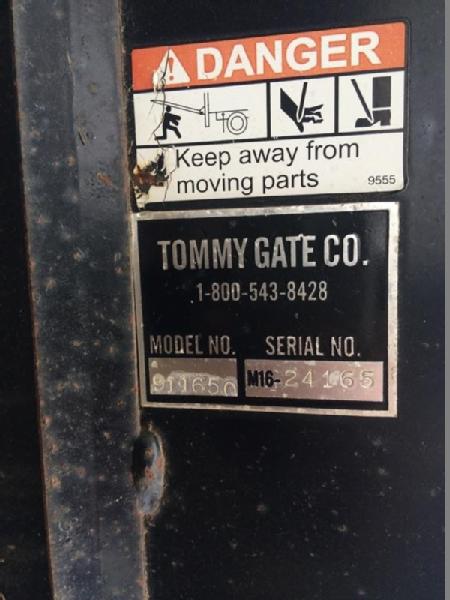 DANGER
Keep away from
moving parts 9555
TOMMY GATE CO.
1-800-543-8428
MODEL NO. SERIAL NO.
911650 M16-24165